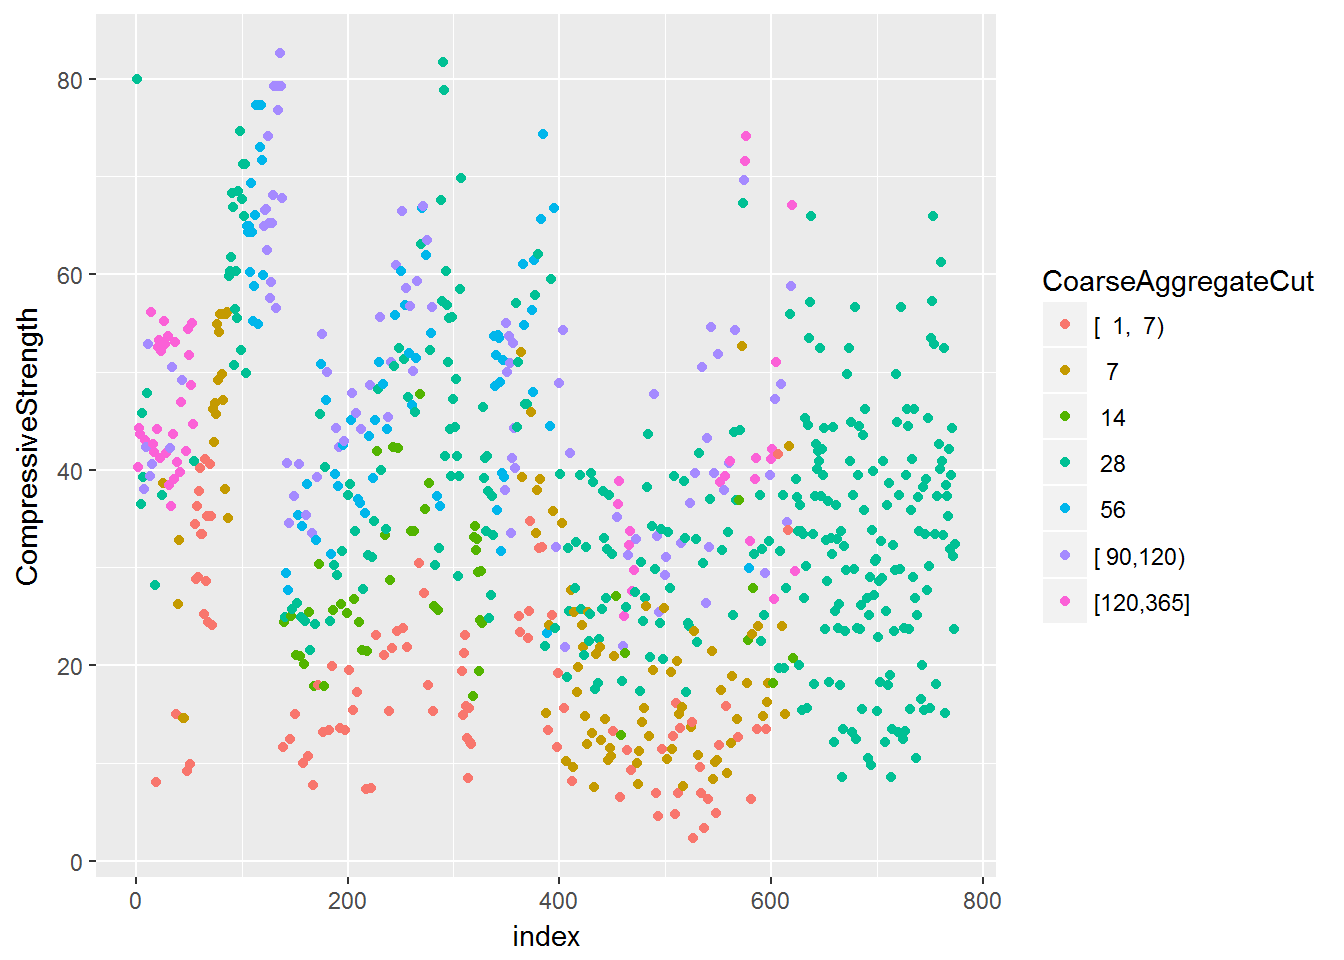 80
60
40
20
0
CompressiveStrength
0 200 400 600 800
index
CoarseAggregateCut
[  1,  7)
7
14
28
56
[ 90,120)
[120,365]